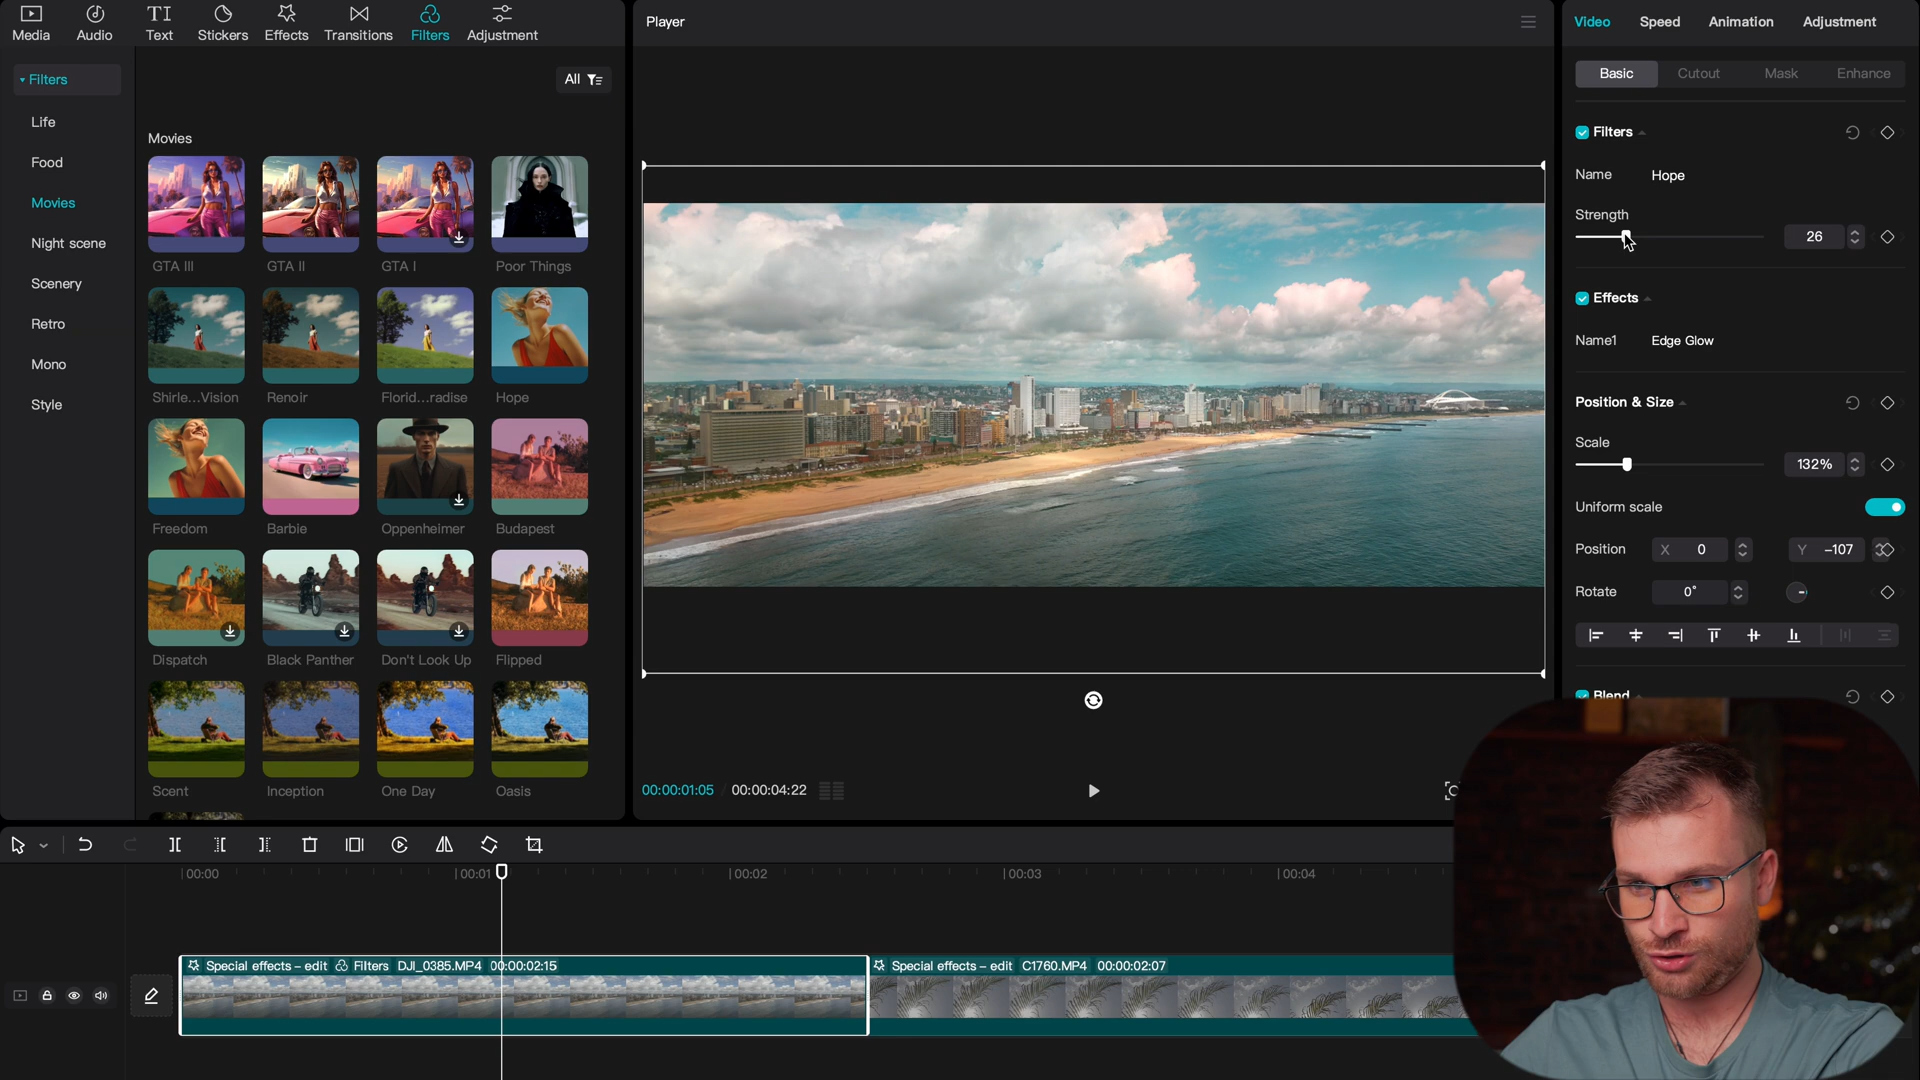 Media
Audio
Text
Stickers
Effects
Transitions
Filters
Adjustment
Filters
Life
Food
Movies
Night scene
Scenery
Retro
Mono
Style
All
Movies
GTA III
GTA II
GTA I
Poor Things
Shirle...Vision
Renoir
Florid...radise
Hope
Freedom
Barbie
Oppenheimer
Budapest
Dispatch
Black Panther
Don't Look Up
Flipped
Scent
Inception
One Day
Oasis
Player
00:00:01:05 / 00:00:04:22
Video
Speed
Animation
Adjustment
Basic
Cutout
Mask
Enhance
Filters
Name Hope
Strength
26
Effects
Name1 Edge Glow
Position & Size
Scale
132%
Uniform scale
Position X 0 Y -107
Rotate 0°
Blend
00:00 00:01 00:02 00:03 00:04
Special effects – edit Filters DJI_0385.MP4 00:00:02:15
Special effects – edit C1760.MP4 00:00:02:07